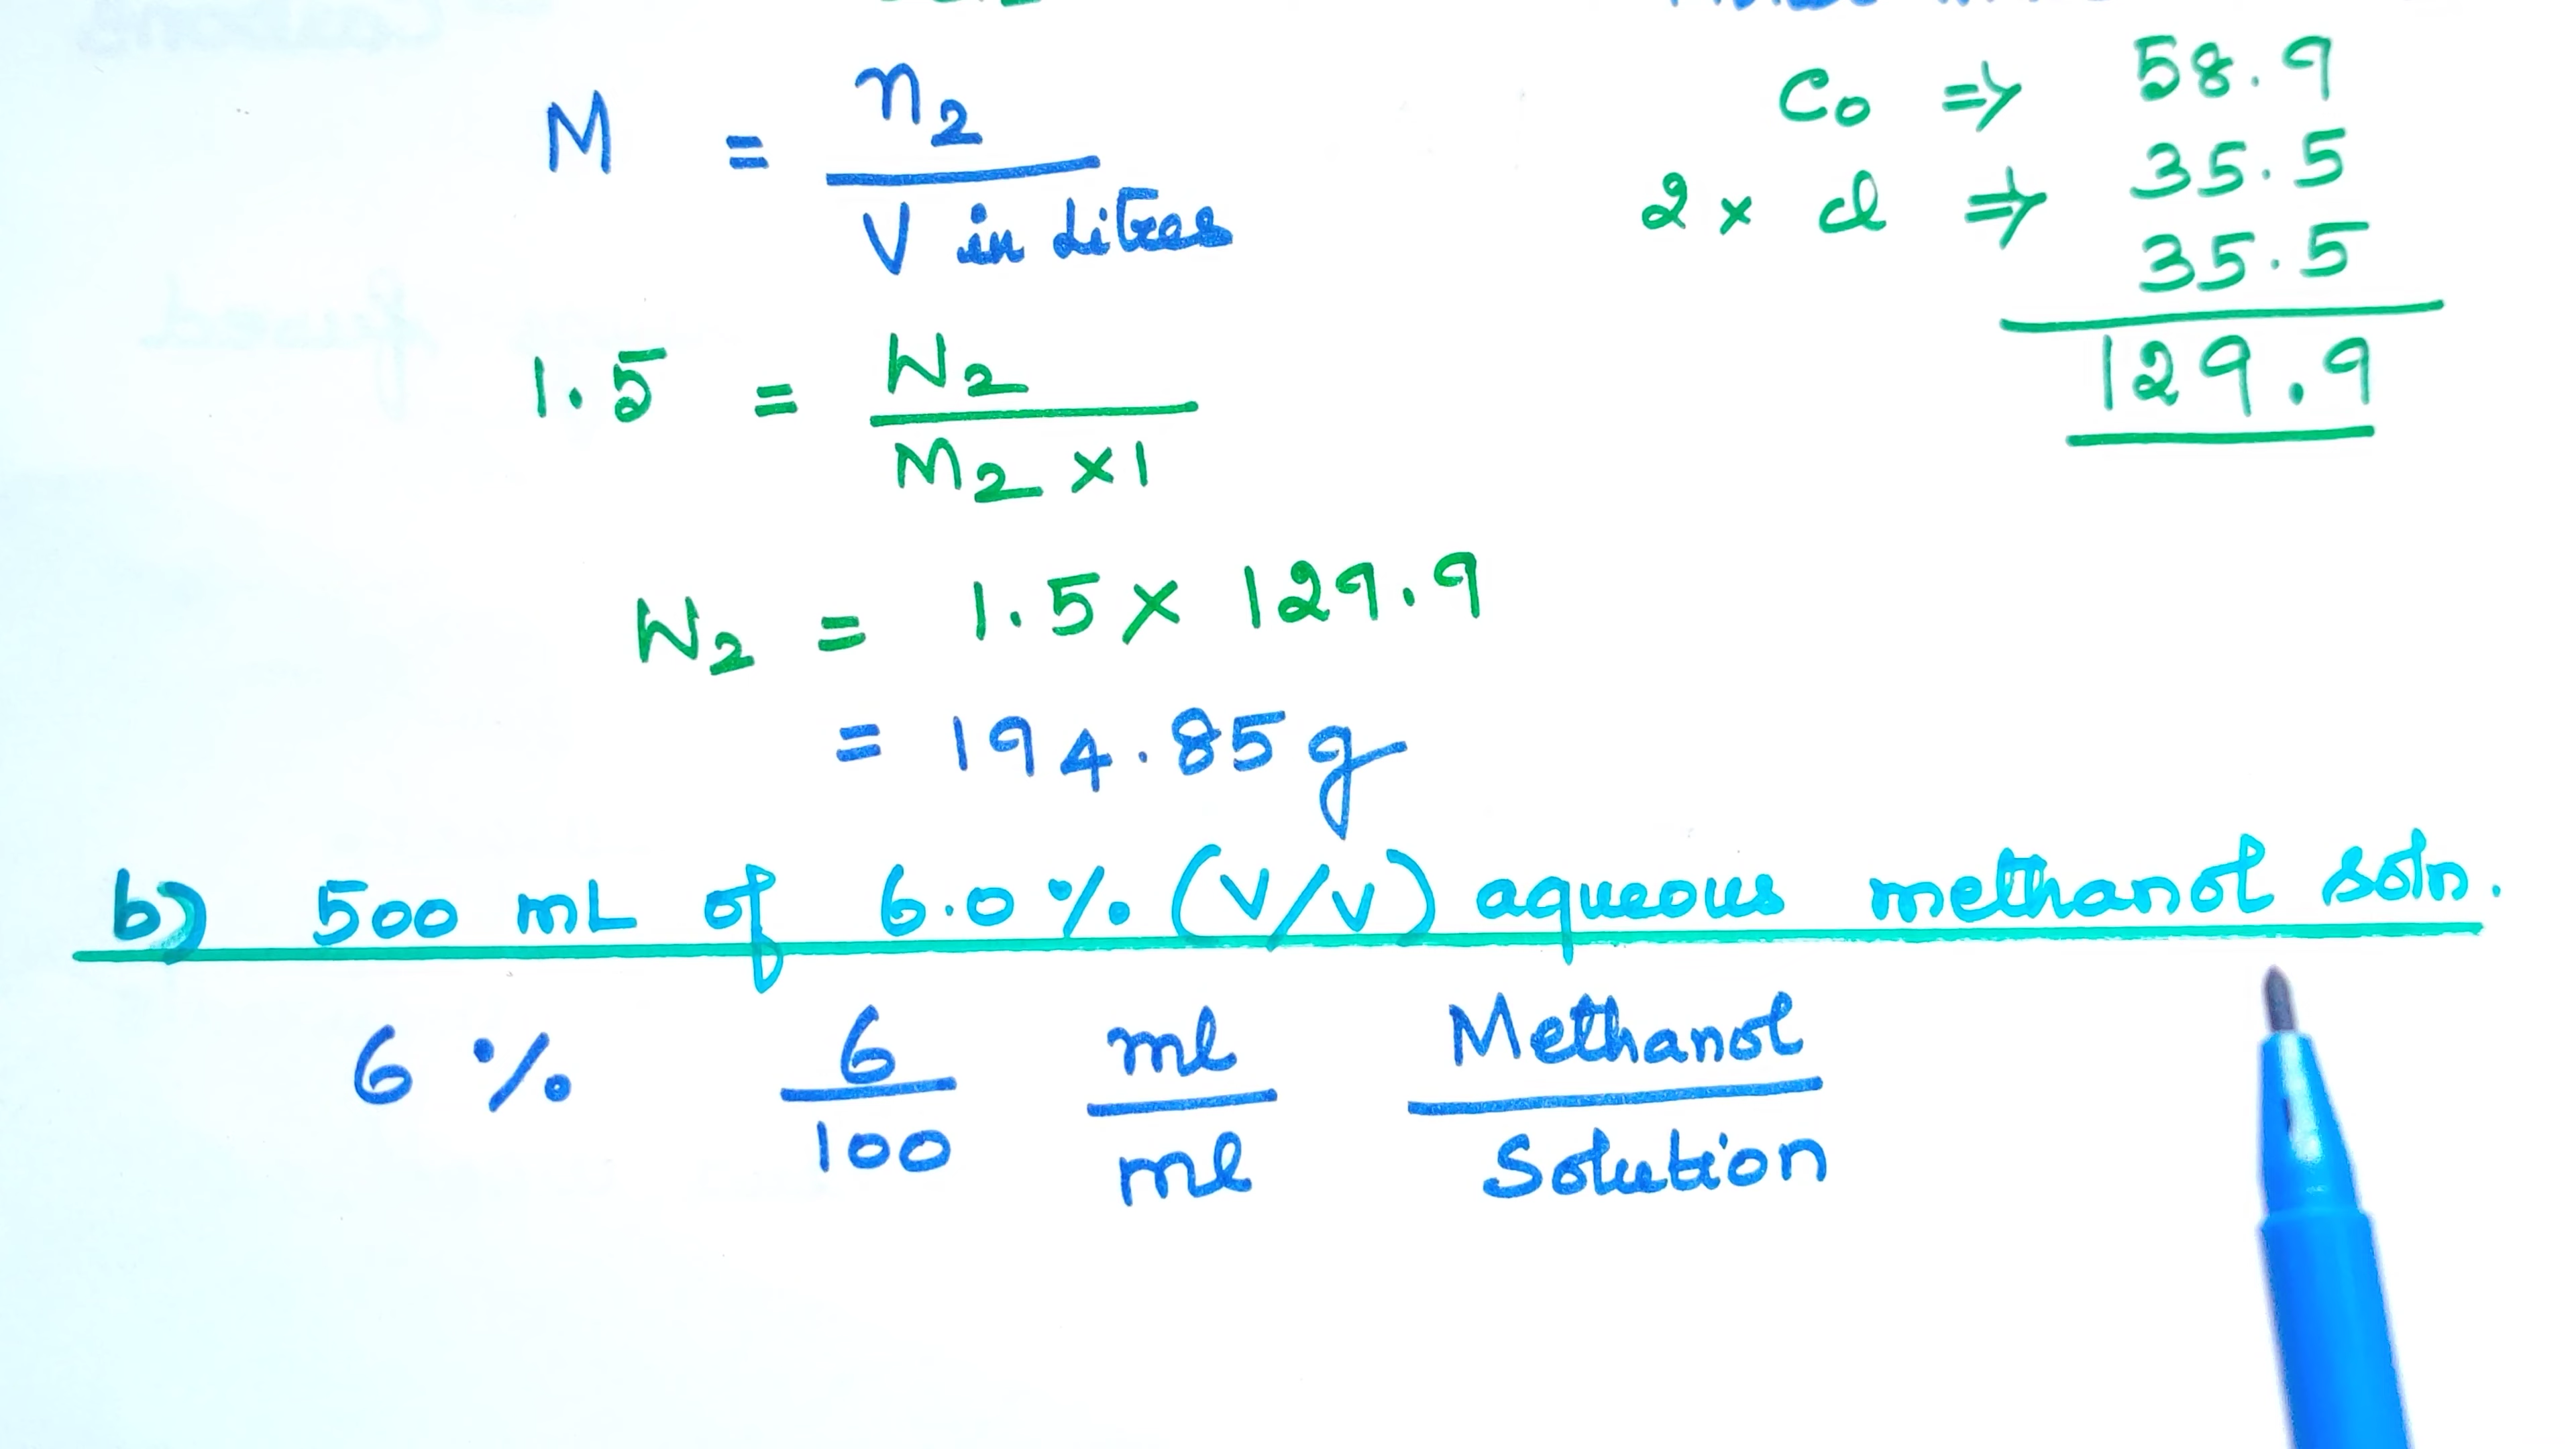 M = n2 / V in Litres
Co ⇒ 58.9
2 x Cl ⇒ 35.5
35.5
129.9
1.5 = W2 / M2 x 1
W2 = 1.5 x 129.9
= 194.85 g
b) 500 mL of 6.0% (V/V) aqueous methanol soln.
6 % 6/100 ml/ml Methanol/Solution